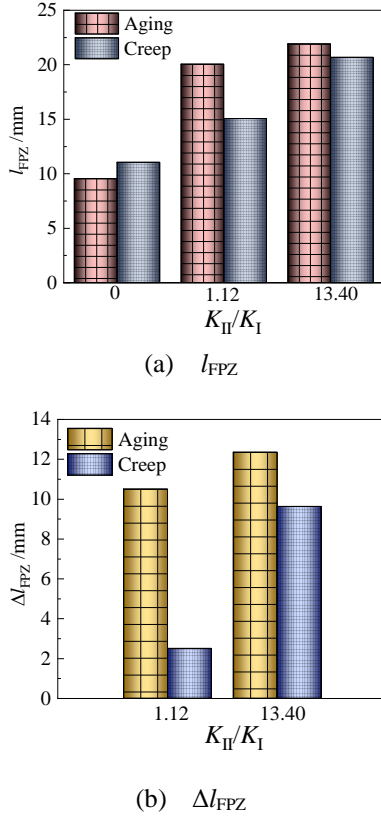 25
20
15
10
5
0
l_FPZ/mm
Aging
Creep
0 1.12 13.40
K_II/K_I
(a) l_FPZ
14
12
10
8
6
4
2
0
Δl_FPZ /mm
Aging
Creep
1.12 13.40
K_II/K_I
(b) Δl_FPZ